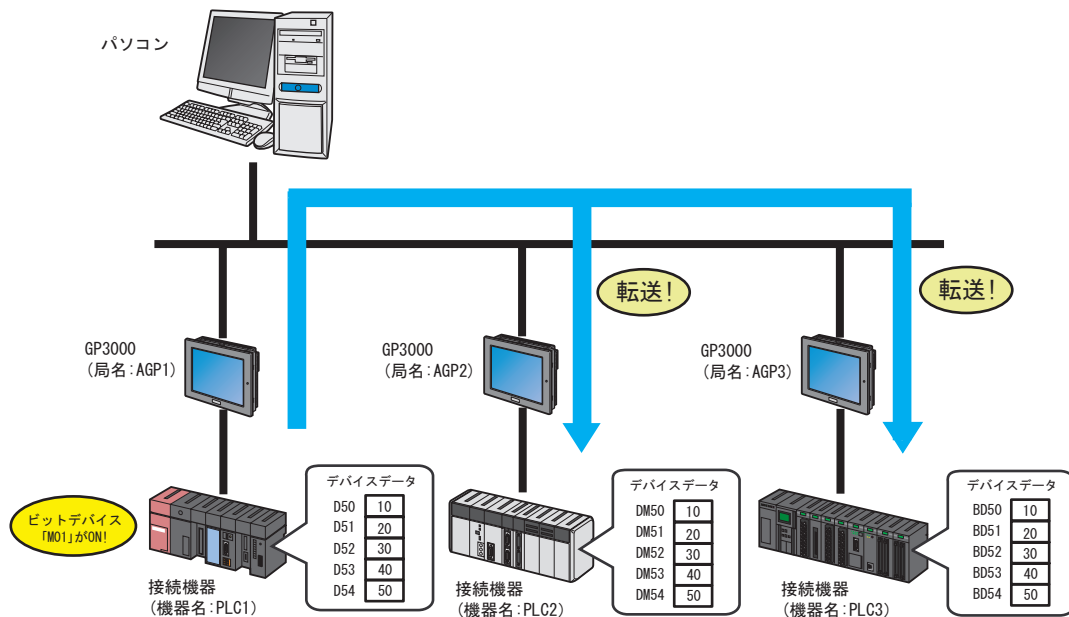 パソコン
転送!
転送!
GP3000
(局名:AGP1)
GP3000
(局名:AGP2)
GP3000
(局名:AGP3)
ビットデバイス
「M01」がON!
デバイスデータ
D50 10
D51 20
D52 30
D53 40
D54 50
接続機器
(機器名:PLC1)
デバイスデータ
DM50 10
DM51 20
DM52 30
DM53 40
DM54 50
接続機器
(機器名:PLC2)
デバイスデータ
BD50 10
BD51 20
BD52 30
BD53 40
BD54 50
接続機器
(機器名:PLC3)